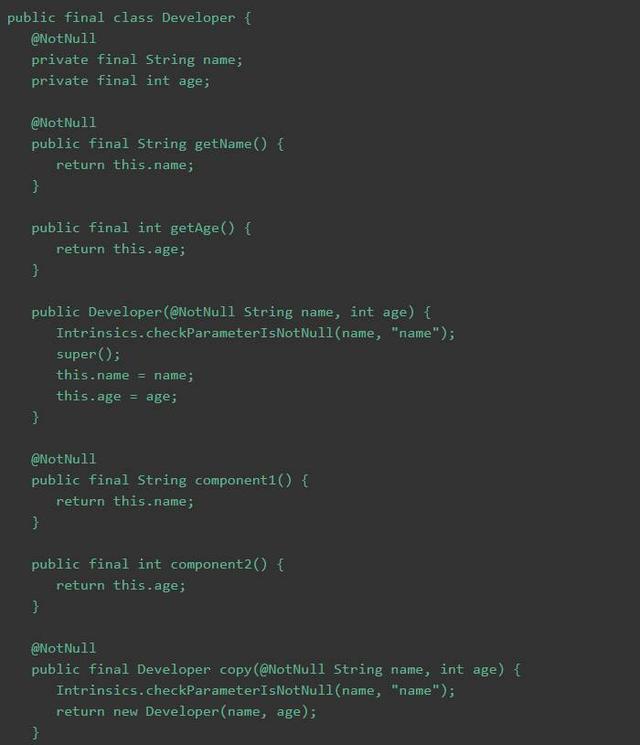 public final class Developer {
@NotNull
private final String name;
private final int age;
@NotNull
public final String getName() {
return this.name;
}
public final int getAge() {
return this.age;
}
public Developer(@NotNull String name, int age) {
Intrinsics.checkParameterIsNotNull(name, "name");
super();
this.name = name;
this.age = age;
}
@NotNull
public final String component1() {
return this.name;
}
public final int component2() {
return this.age;
}
@NotNull
public final Developer copy(@NotNull String name, int age) {
Intrinsics.checkParameterIsNotNull(name, "name");
return new Developer(name, age);
}